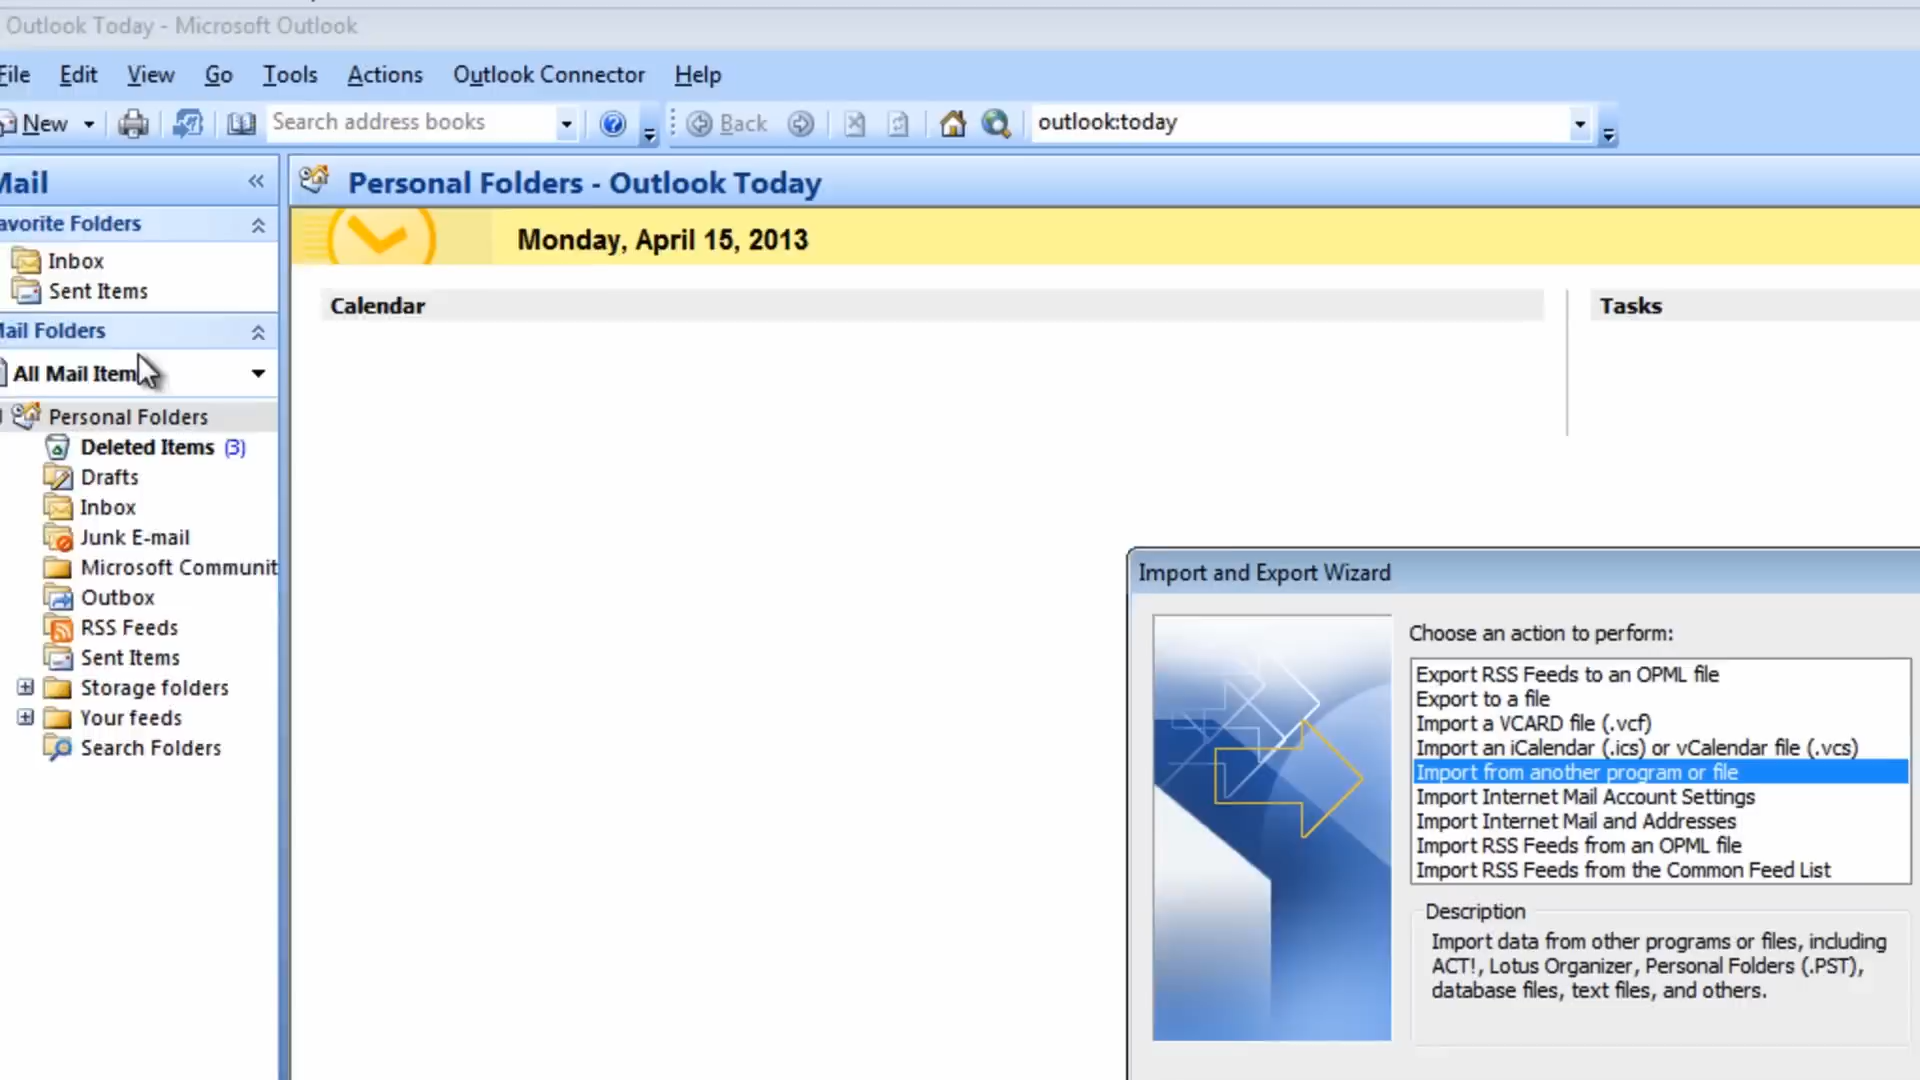 Outlook Today - Microsoft Outlook
File Edit View Go Tools Actions Outlook Connector Help
New Search address books Back outlook:today
Mail
Personal Folders - Outlook Today
avorite Folders
Monday, April 15, 2013
Inbox
Sent Items
Calendar
Tasks
Mail Folders
All Mail Item
Personal Folders
Deleted Items (3)
Drafts
Inbox
Junk E-mail
Microsoft Communit
Outbox
RSS Feeds
Sent Items
Storage folders
Your feeds
Search Folders
Import and Export Wizard
Choose an action to perform:
Export RSS Feeds to an OPML file
Export to a file
Import a VCARD file (.vcf)
Import an iCalendar (.ics) or vCalendar file (.vcs)
Import from another program or file
Import Internet Mail Account Settings
Import Internet Mail and Addresses
Import RSS Feeds from an OPML file
Import RSS Feeds from the Common Feed List
Description
Import data from other programs or files, including
ACT!, Lotus Organizer, Personal Folders (.PST),
database files, text files, and others.